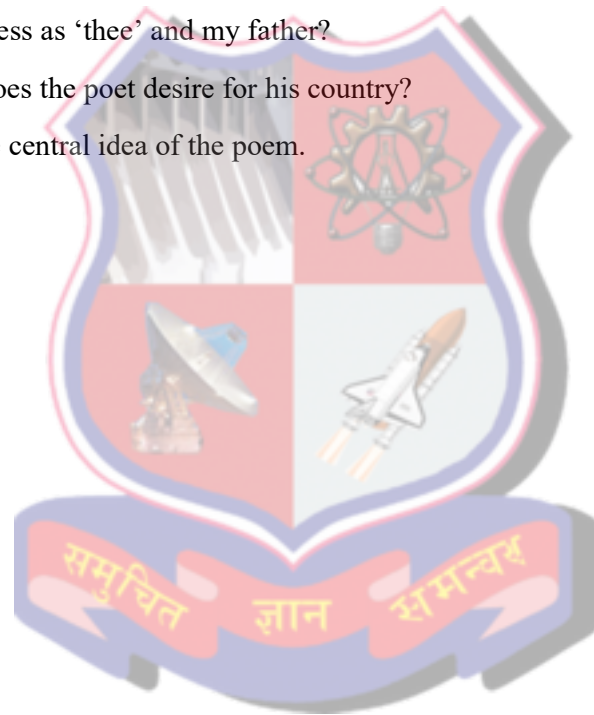 ess as ‘thee’ and my father?
oes the poet desire for his country?
central idea of the poem.
समुचित ज्ञान समन्वय